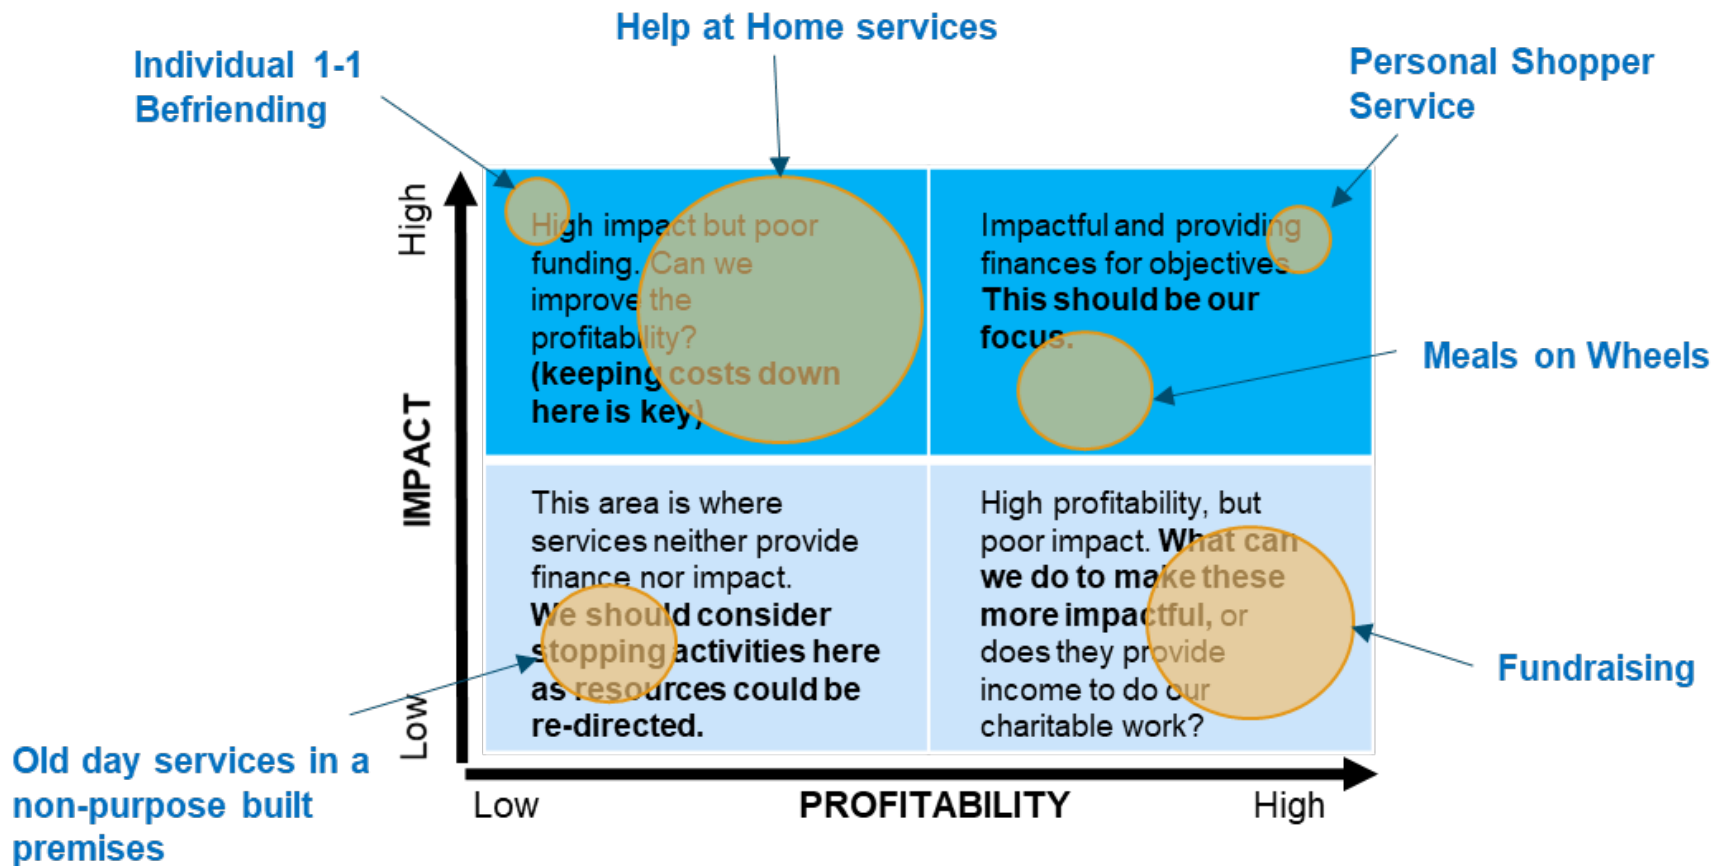 Help at Home services
Individual 1-1
Befriending
Personal Shopper
Service
High
High impact but poor
funding. Can we
improve the
profitability?
(keeping costs down
here is key)
Impactful and providing
finances for objectives
This should be our
focus.
Meals on Wheels
IMPACT
This area is where
services neither provide
finance nor impact.
We should consider
stopping activities here
as resources could be
re-directed.
High profitability, but
poor impact. What can
we do to make these
more impactful, or
does they provide
income to do our
charitable work?
Fundraising
Low
Old day services in a
non-purpose built
premises
Low
PROFITABILITY
High